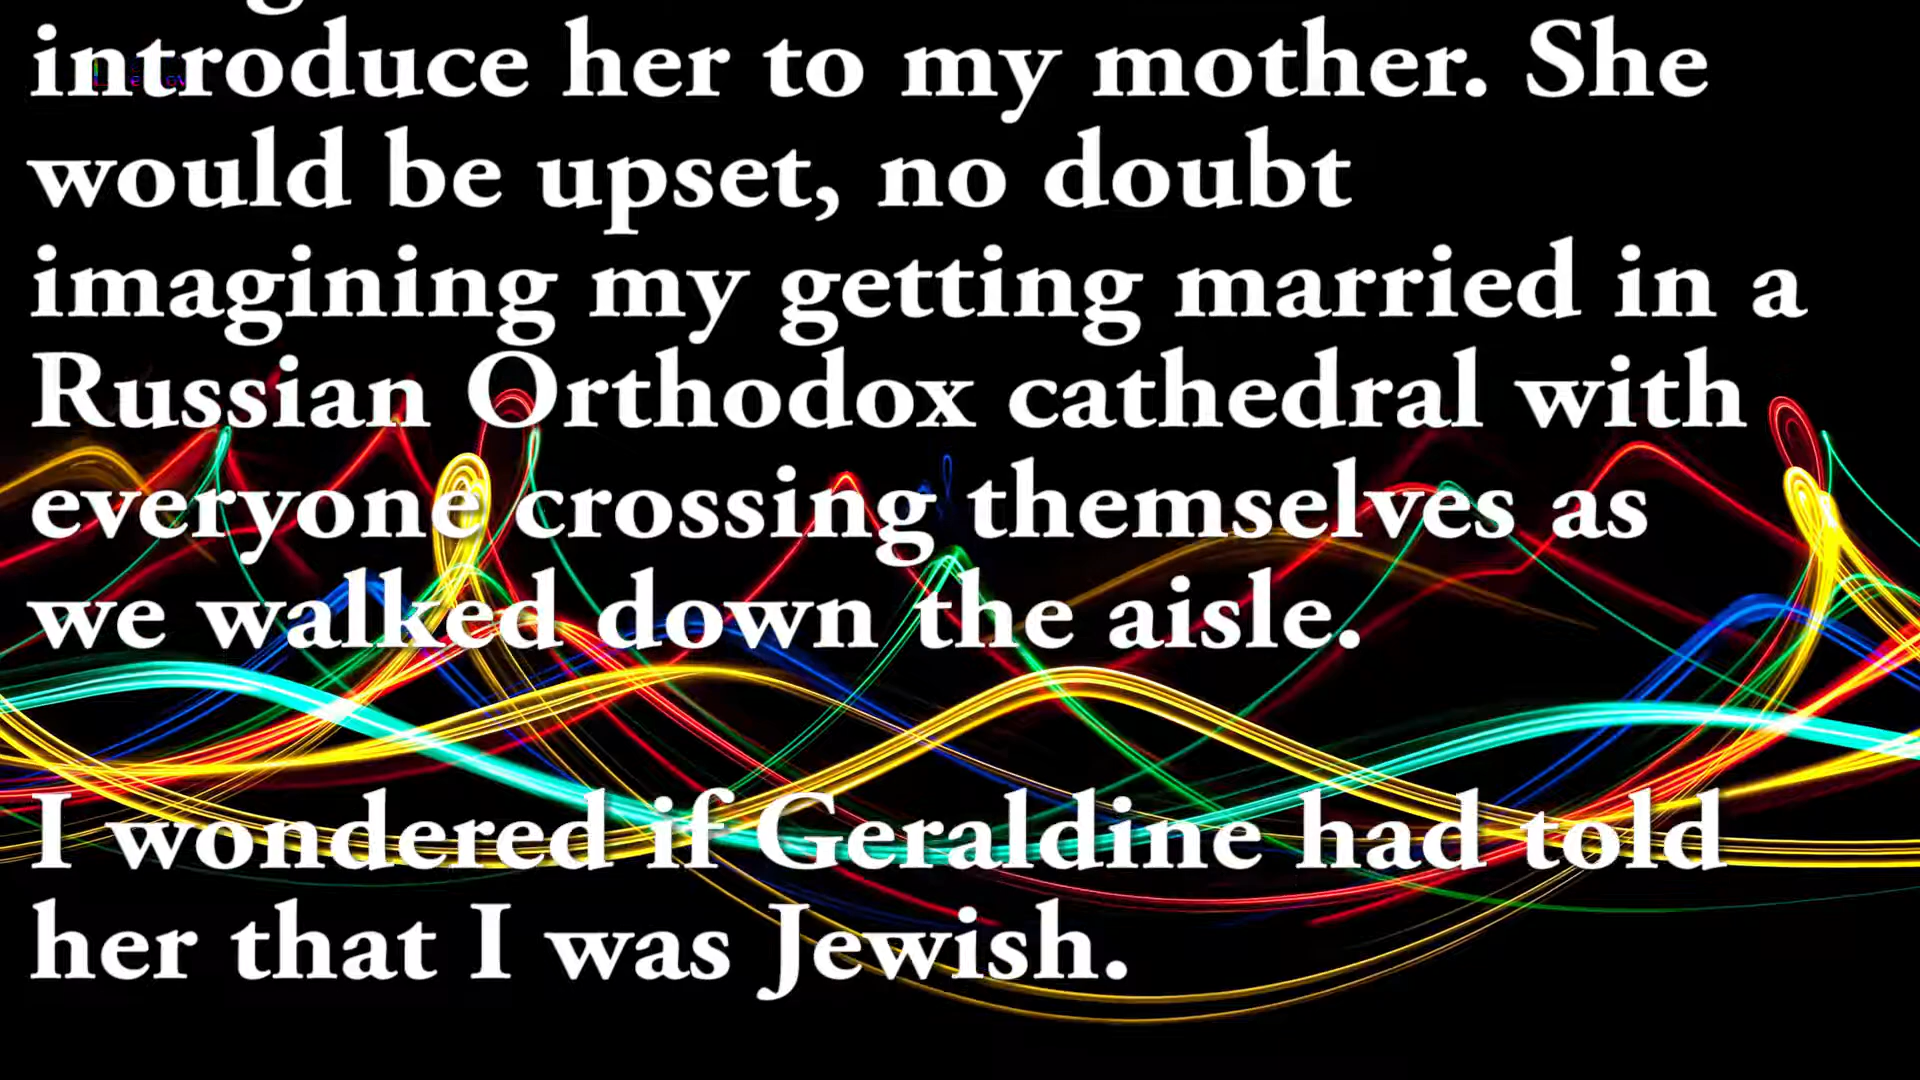 introduce her to my mother. She
would be upset, no doubt
imagining my getting married in a
Russian Orthodox cathedral with
everyone crossing themselves as
we walked down the aisle.
I wondered if Geraldine had told
her that I was Jewish.